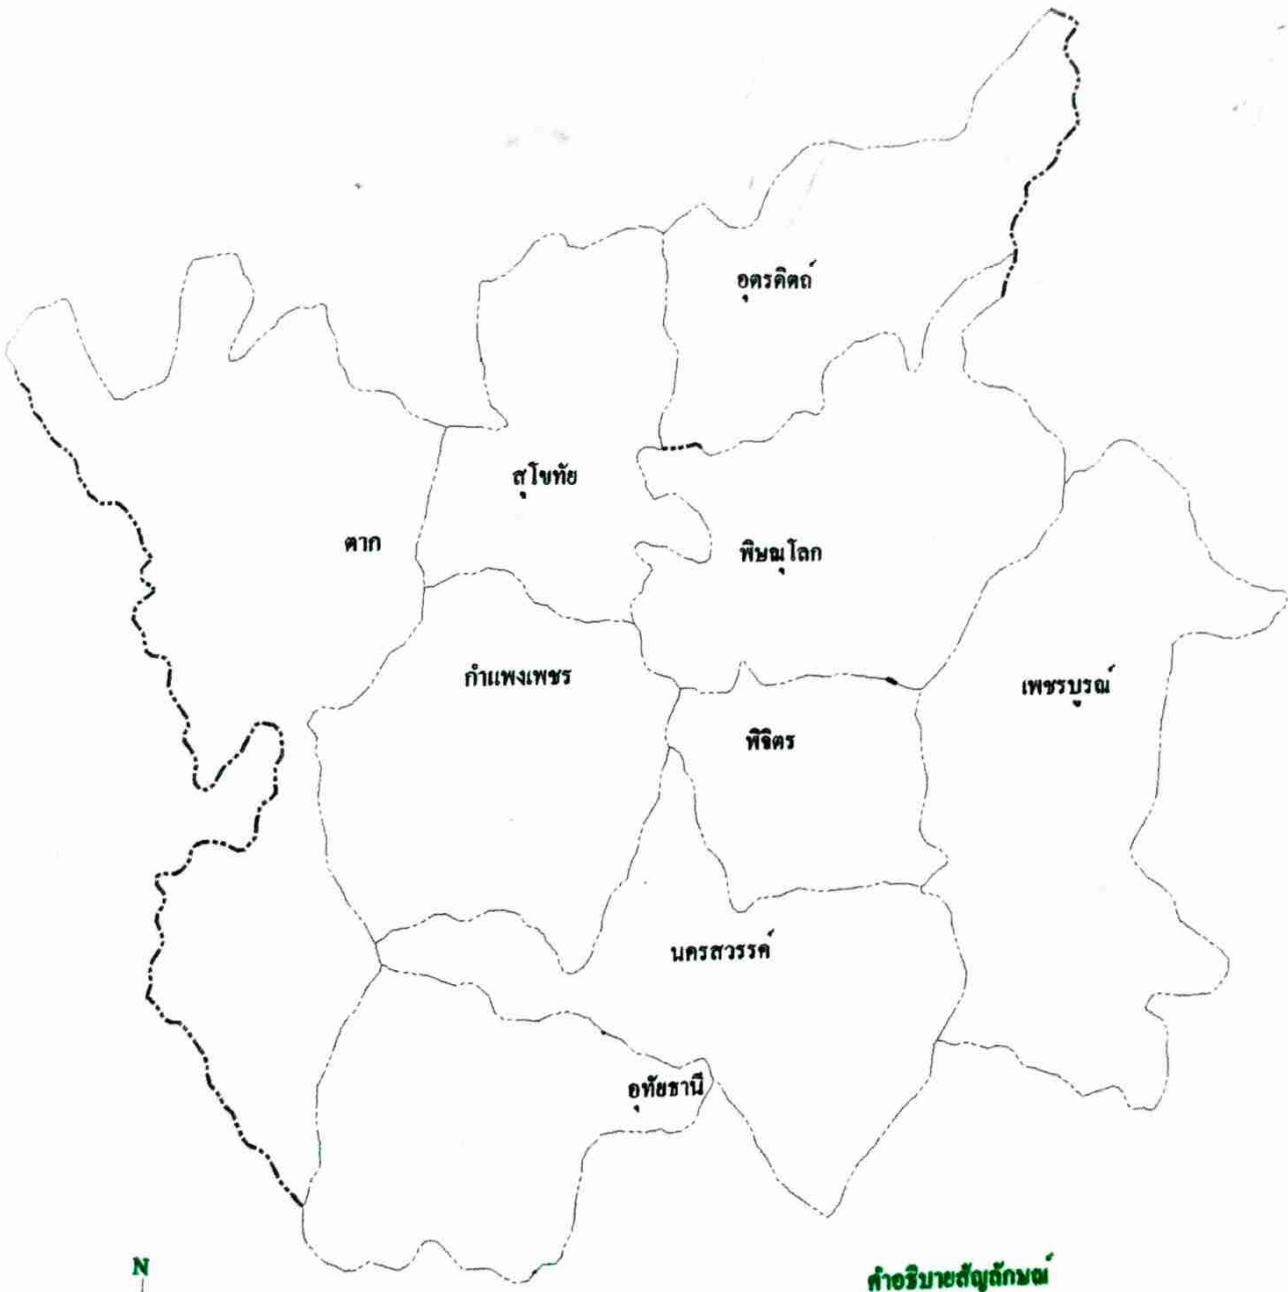 อุตรดิตถ์
สุโขทัย
ตาก
พิษณุโลก
กำแพงเพชร
เพชรบูรณ์
พิจิตร
นครสวรรค์
อุทัยธานี
N
คำอธิบายสัญลักษณ์